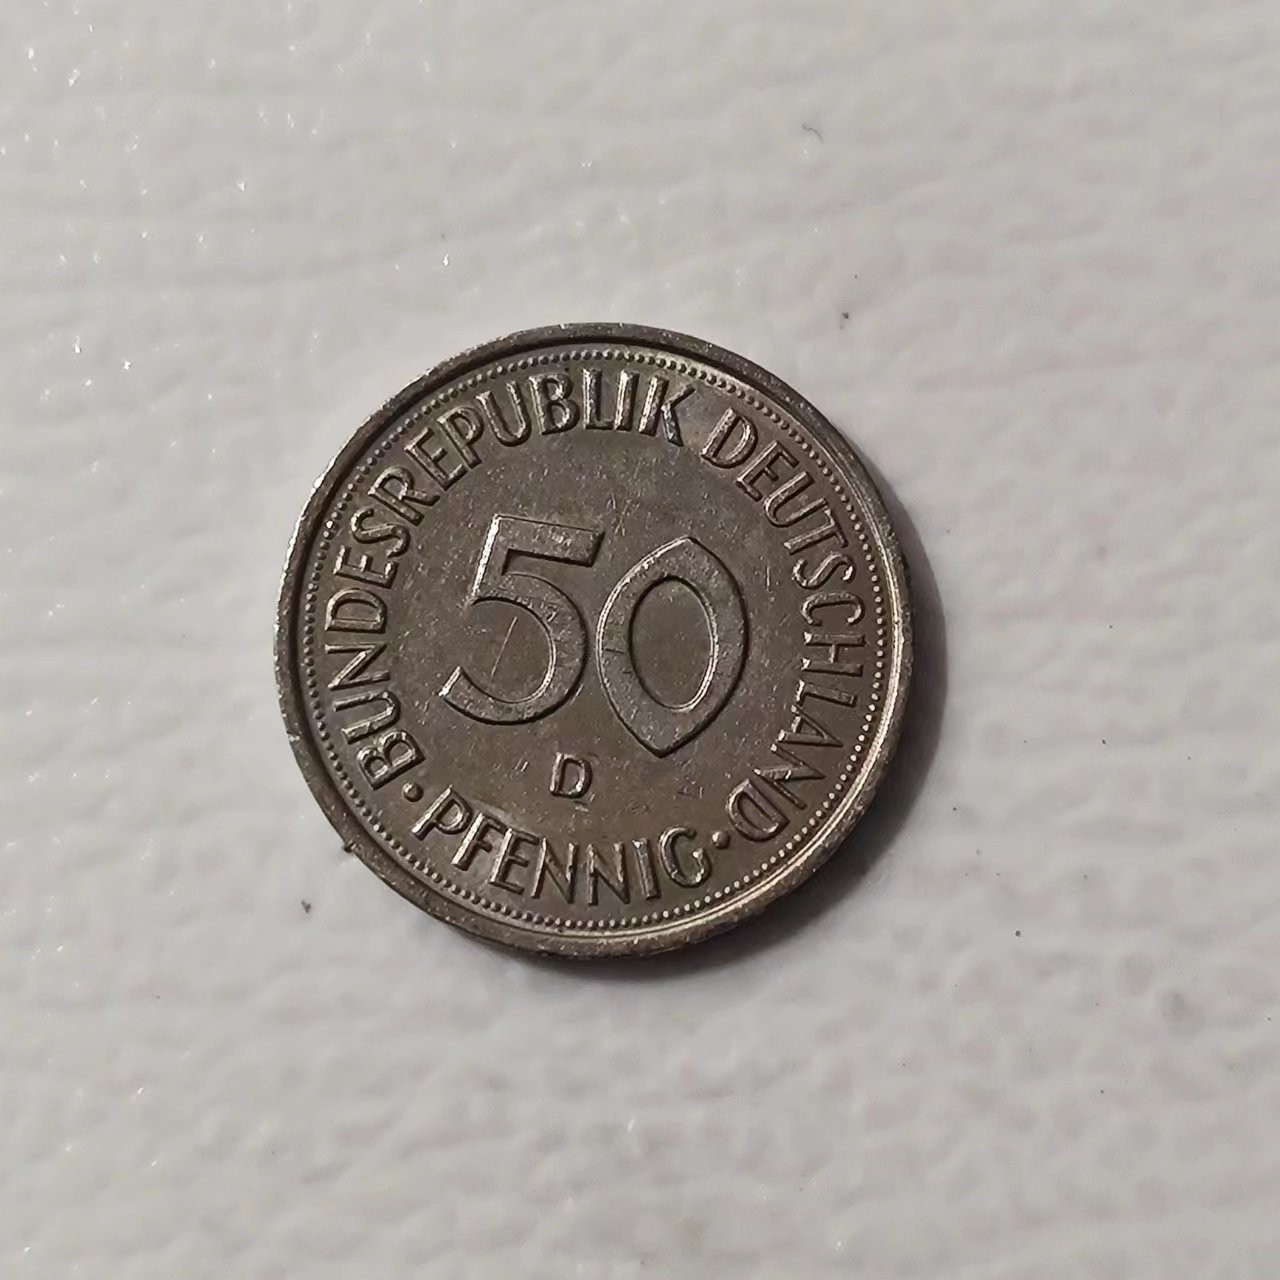 BUNDESREPUBLIK DEUTSCHLAND
50
D
· PFENNIG ·